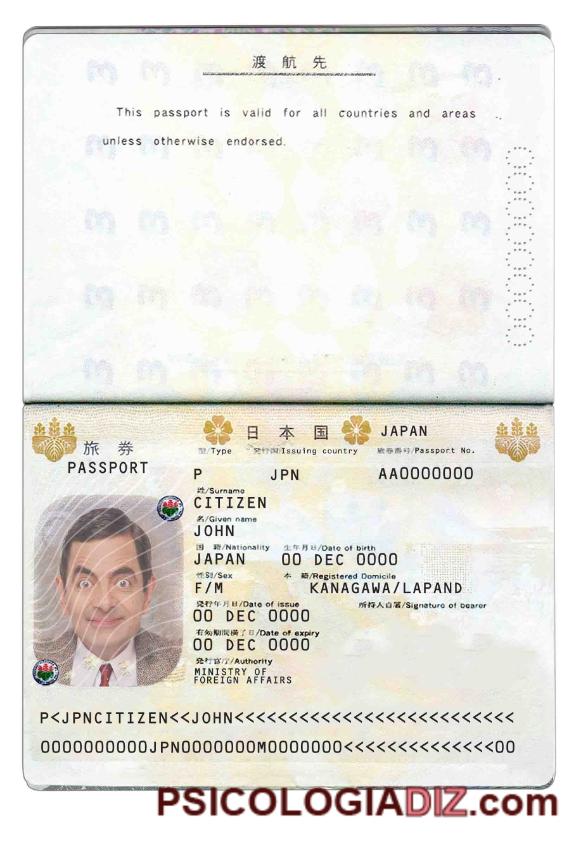 渡航先
This passport is valid for all countries and areas
unless otherwise endorsed.
日本国 JAPAN
旅券
PASSPORT
型/Type 発行国/Issuing country 旅券番号/Passport No.
P JPN AA0000000
姓/Surname
CITIZEN
名/Given name
JOHN
国 籍/Nationality 生年月日/Date of birth
JAPAN 00 DEC 0000
性別/Sex 本 籍/Registered Domicile
F/M KANAGAWA/LAPAND
発行年月日/Date of issue 所持人自署/Signature of bearer
00 DEC 0000
有効期間満了日/Date of expiry
00 DEC 0000
発行官庁/Authority
MINISTRY OF
FOREIGN AFFAIRS
P<JPNCITIZEN<<JOHN<<<<<<<<<<<<<<<<<<<<<<<<<<
0000000000JPN0000000M0000000<<<<<<<<<<<<<<00
PSICOLOGIADIZ.com